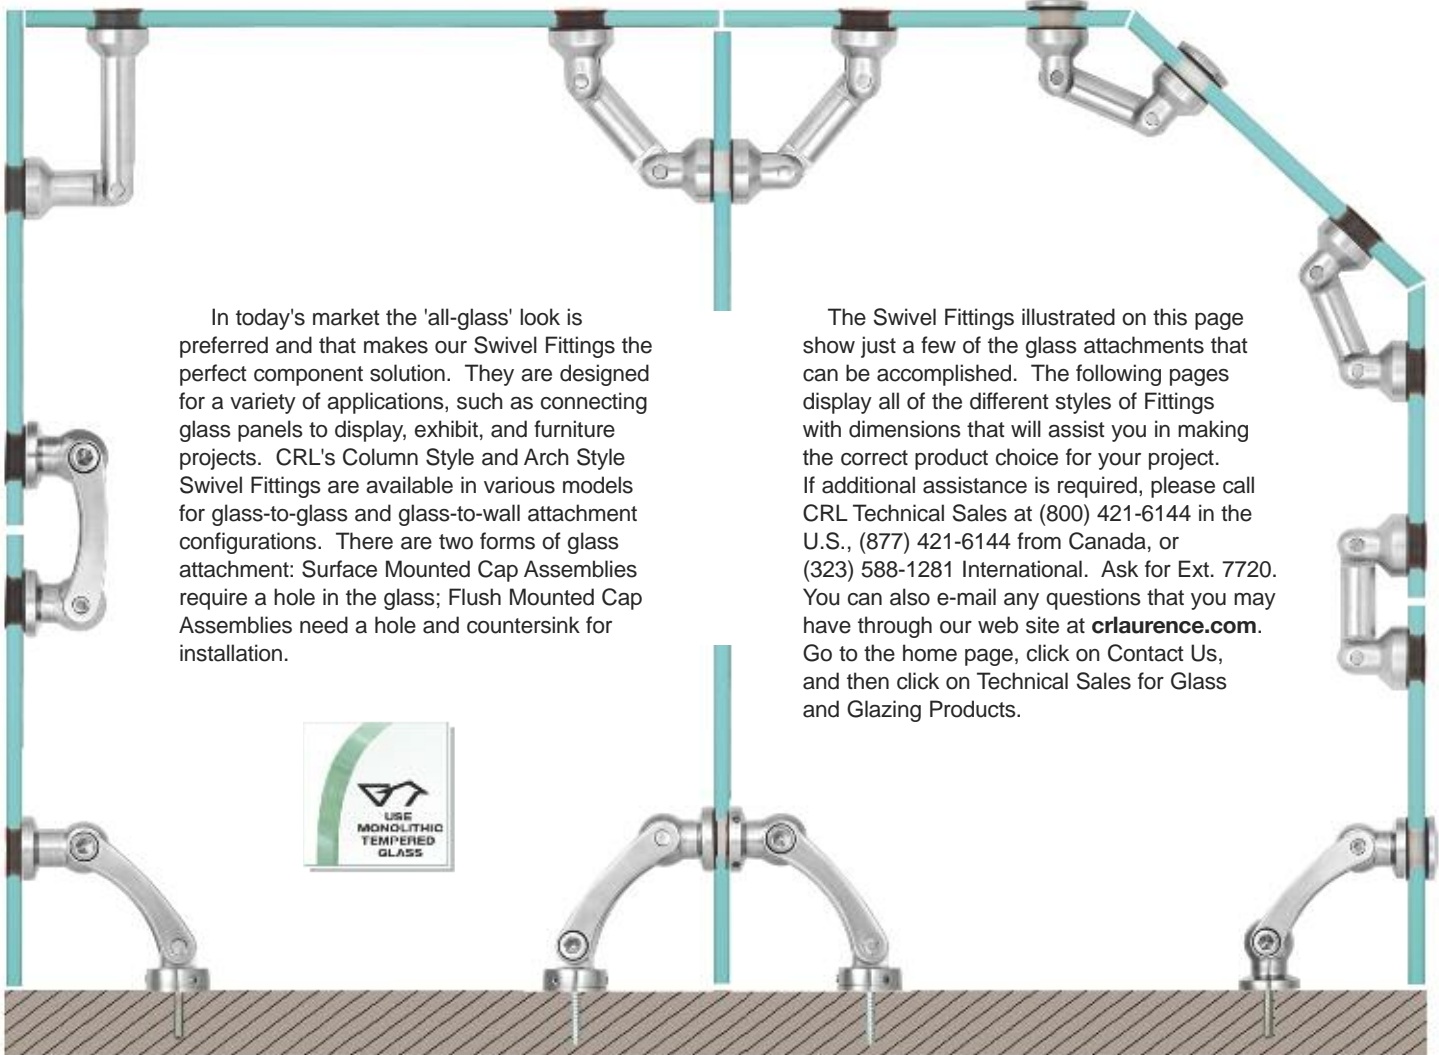 In today's market the 'all-glass' look is
preferred and that makes our Swivel Fittings the
perfect component solution.  They are designed
for a variety of applications, such as connecting
glass panels to display, exhibit, and furniture
projects.  CRL's Column Style and Arch Style
Swivel Fittings are available in various models
for glass-to-glass and glass-to-wall attachment
configurations.  There are two forms of glass
attachment: Surface Mounted Cap Assemblies
require a hole in the glass; Flush Mounted Cap
Assemblies need a hole and countersink for
installation.
USE
MONOLITHIC
TEMPERED
GLASS
The Swivel Fittings illustrated on this page
show just a few of the glass attachments that
can be accomplished.  The following pages
display all of the different styles of Fittings
with dimensions that will assist you in making
the correct product choice for your project.
If additional assistance is required, please call
CRL Technical Sales at (800) 421-6144 in the
U.S., (877) 421-6144 from Canada, or
(323) 588-1281 International.  Ask for Ext. 7720.
You can also e-mail any questions that you may
have through our web site at crlaurence.com.
Go to the home page, click on Contact Us,
and then click on Technical Sales for Glass
and Glazing Products.